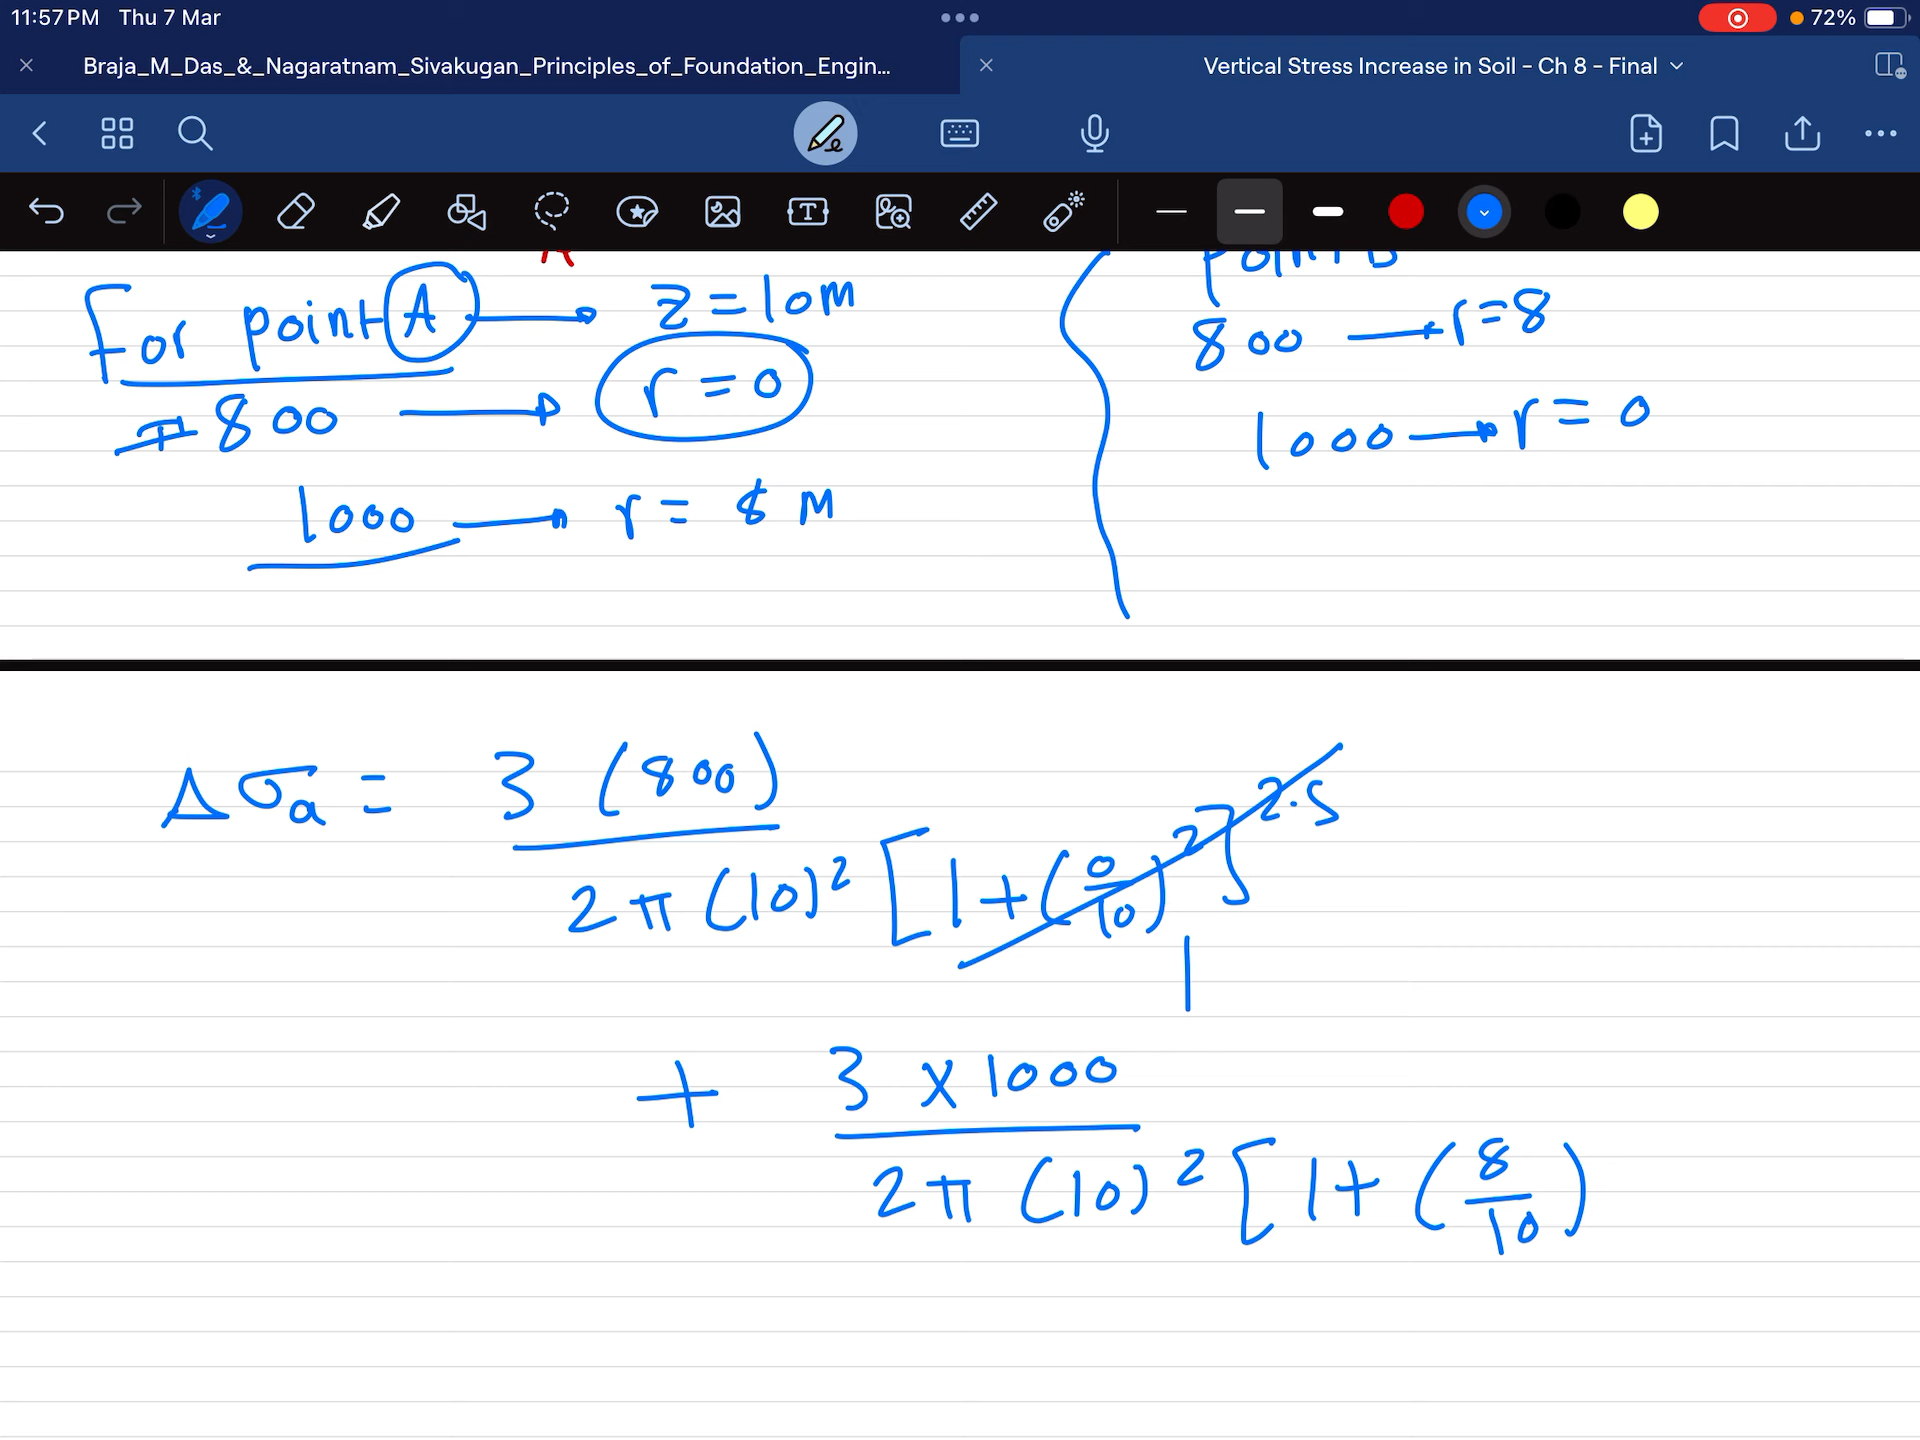 11:57 PM Thu 7 Mar
72%
Braja_M_Das_&_Nagaratnam_Sivakugan_Principles_of_Foundation_Engin...
Vertical Stress Increase in Soil - Ch 8 - Final
For point A → z = 10m
800 → r = 0
1000 → r = 8 m
point B
800 → r = 8
1000 → r = 0
Δσa = 3 (800) / 2π (10)² [1 + (0/10)²]^2.5
1
+ 3 × 1000 / 2π (10)² [1 + (8/10)